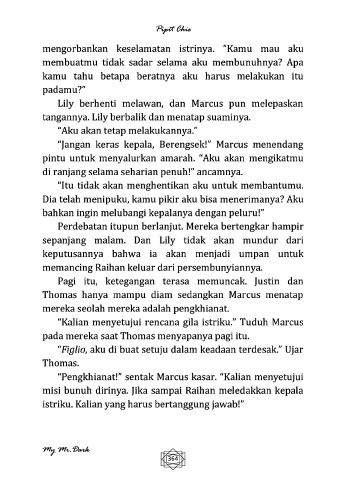 Pipit Chie
mengorbankan keselamatan istrinya. “Kamu mau aku
membuatmu tidak sadar selama aku membunuhnya? Apa
kamu tahu betapa beratnya aku harus melakukan itu
padamu?”
Lily berhenti melawan, dan Marcus pun melepaskan
tangannya. Lily berbalik dan menatap suaminya.
“Aku akan tetap melakukannya.”
“Jangan keras kepala, Berengsek!” Marcus menendang
pintu untuk menyalurkan amarah. “Aku akan mengikatmu
di ranjang selama seharian penuh!” ancamnya.
“Itu tidak akan menghentikan aku untuk membantumu.
Dia telah menipuku, kamu pikir aku bisa menerimanya? Aku
bahkan ingin melubangi kepalanya dengan peluru!”
Perdebatan itupun berlanjut. Mereka bertengkar hampir
sepanjang malam. Dan Lily tidak akan mundur dari
keputusannya bahwa ia akan menjadi umpan untuk
memancing Raihan keluar dari persembunyiannya.
Pagi itu, ketegangan terasa memuncak. Justin dan
Thomas hanya mampu diam sedangkan Marcus menatap
mereka seolah mereka adalah pengkhianat.
“Kalian menyetujui rencana gila istriku.” Tuduh Marcus
pada mereka saat Thomas menyapanya pagi itu.
“Figlio, aku di buat setuju dalam keadaan terdesak.” Ujar
Thomas.
“Pengkhianat!” sentak Marcus kasar. “Kalian menyetujui
misi bunuh dirinya. Jika sampai Raihan meledakkan kepala
istriku. Kalian yang harus bertanggung jawab!”
My Mr. Dark
364